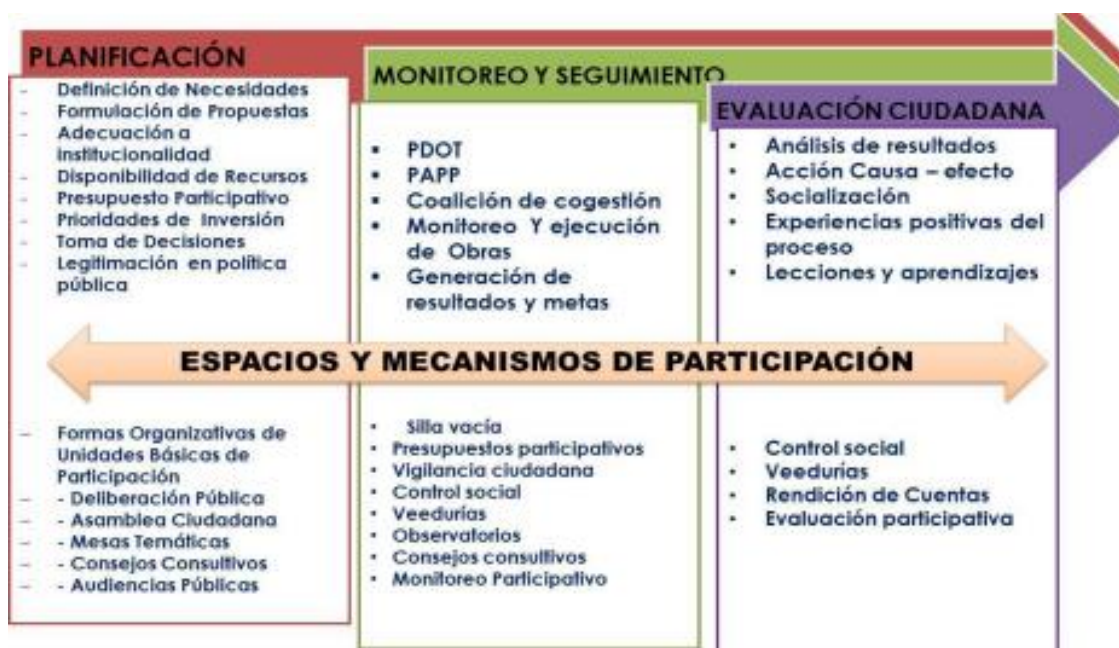 PLANIFICACIÓN
- Definición de Necesidades
- Formulación de Propuestas
- Adecuación a
institucionalidad
- Disponibilidad de Recursos
- Presupuesto Participativo
- Prioridades de Inversión
- Toma de Decisiones
- Legitimación en política
pública
MONITOREO Y SEGUIMIENTO
▪ PDOT
▪ PAPP
▪ Coalición de cogestión
▪ Monitoreo Y ejecución
de Obras
▪ Generación de
resultados y metas
EVALUACIÓN CIUDADANA
• Análisis de resultados
• Acción Causa – efecto
• Socialización
• Experiencias positivas del
proceso
• Lecciones y aprendizajes
ESPACIOS Y MECANISMOS DE PARTICIPACIÓN
– Formas Organizativas de
Unidades Básicas de
Participación
– - Deliberación Pública
– - Asamblea Ciudadana
– - Mesas Temáticas
– - Consejos Consultivos
– - Audiencias Públicas
• Silla vacía
• Presupuestos participativos
• Vigilancia ciudadana
• Control social
• Veedurías
• Observatorios
• Consejos consultivos
• Monitoreo Participativo
• Control social
• Veedurías
• Rendición de Cuentas
• Evaluación participativa